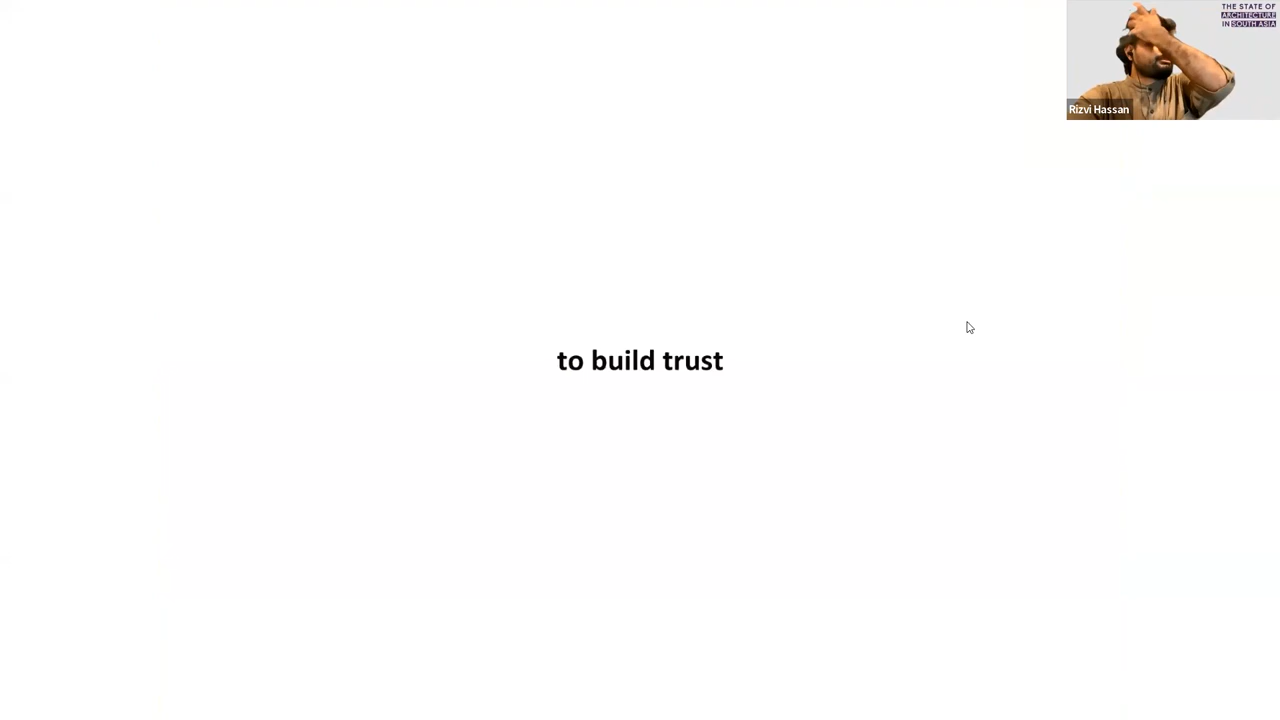 THE STATE OF
ARCHITECTURE
IN SOUTH ASIA
Rizvi Hassan
to build trust